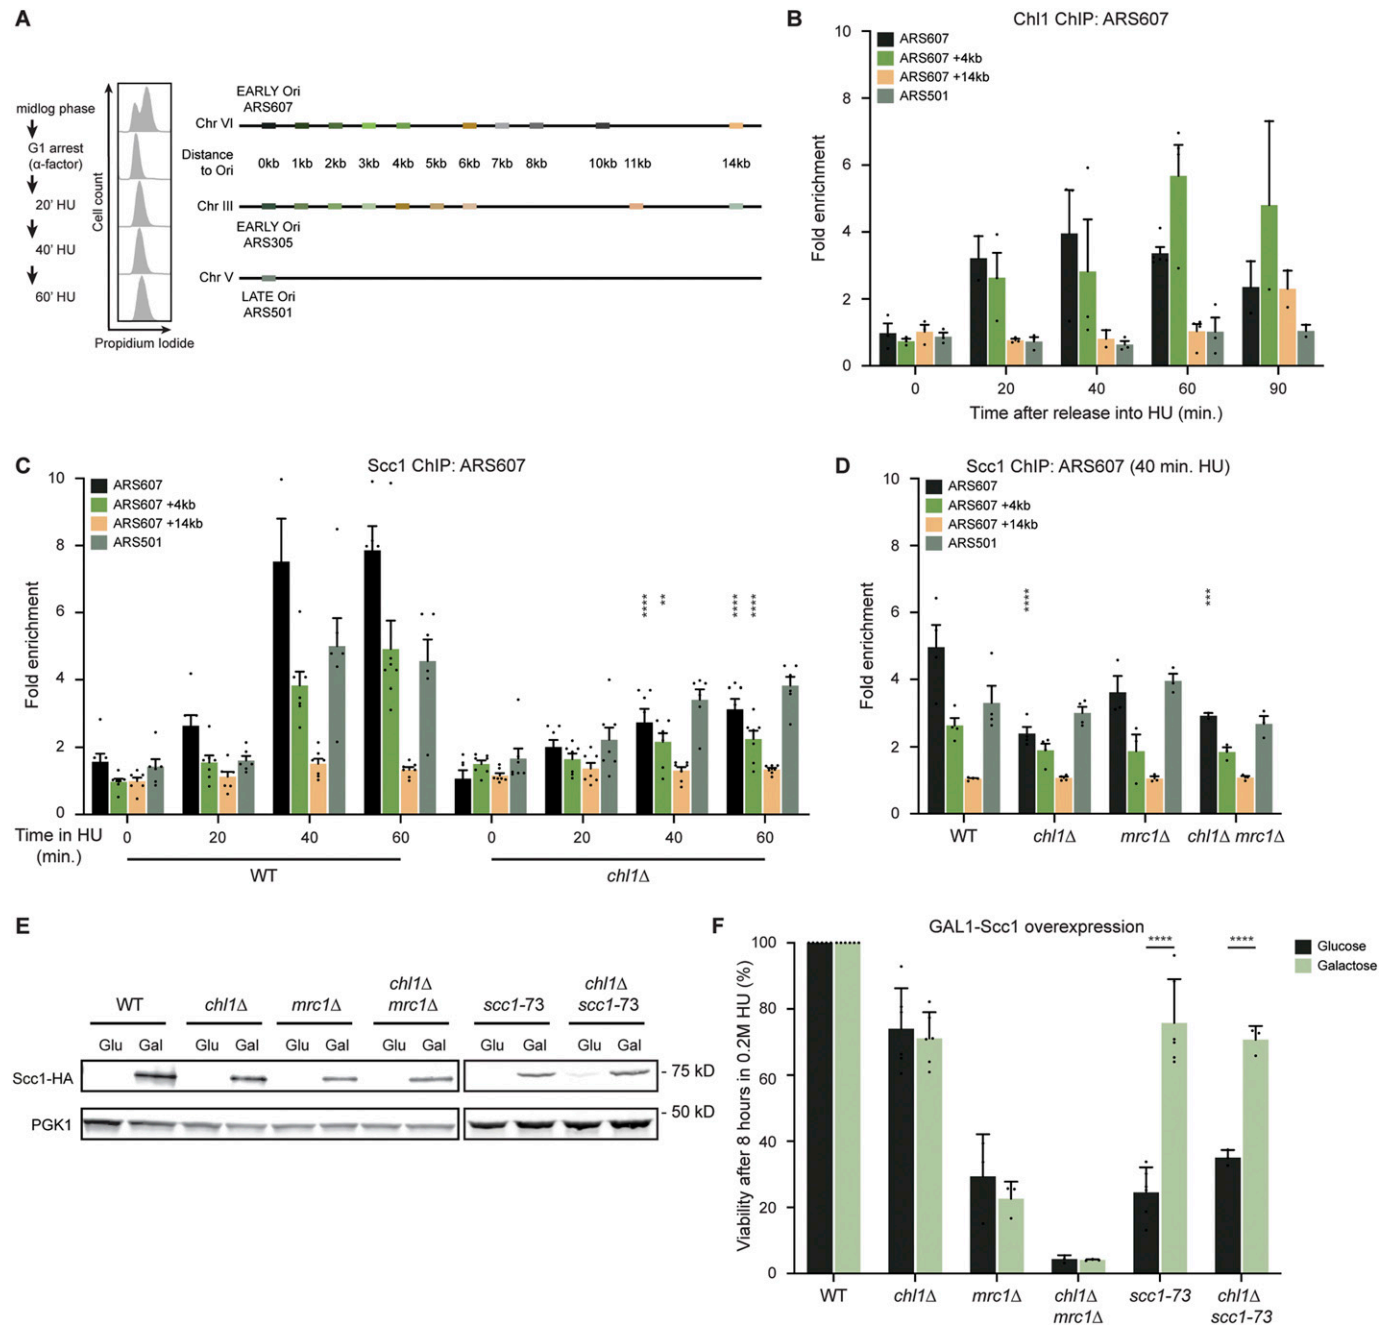 A
midlog phase
G1 arrest
(α-factor)
20' HU
40' HU
60' HU
Cell count
Propidium Iodide
EARLY Ori
ARS607
Chr VI
Distance
to Ori
0kb 1kb 2kb 3kb 4kb 5kb 6kb 7kb 8kb 10kb 11kb 14kb
Chr III
EARLY Ori
ARS305
Chr V
LATE Ori
ARS501
B
Chl1 ChIP: ARS607
ARS607
ARS607 +4kb
ARS607 +14kb
ARS501
Fold enrichment
10
8
6
4
2
0
0 20 40 60 90
Time after release into HU (min.)
C
Scc1 ChIP: ARS607
ARS607
ARS607 +4kb
ARS607 +14kb
ARS501
Fold enrichment
10
8
6
4
2
0
**** ** **** ****
Time in HU
(min.)
0 20 40 60 0 20 40 60
WT chl1Δ
D
Scc1 ChIP: ARS607 (40 min. HU)
ARS607
ARS607 +4kb
ARS607 +14kb
ARS501
Fold enrichment
10
8
6
4
2
0
**** ***
WT chl1Δ mrc1Δ chl1Δ mrc1Δ
E
WT chl1Δ mrc1Δ chl1Δ mrc1Δ scc1-73 chl1Δ scc1-73
Glu Gal Glu Gal Glu Gal Glu Gal Glu Gal Glu Gal
Scc1-HA
- 75 kD
- 50 kD
PGK1
F
GAL1-Scc1 overexpression
Glucose
Galactose
Viability after 8 hours in 0.2M HU (%)
100
80
60
40
20
0
**** ****
WT chl1Δ mrc1Δ chl1Δ mrc1Δ scc1-73 chl1Δ scc1-73